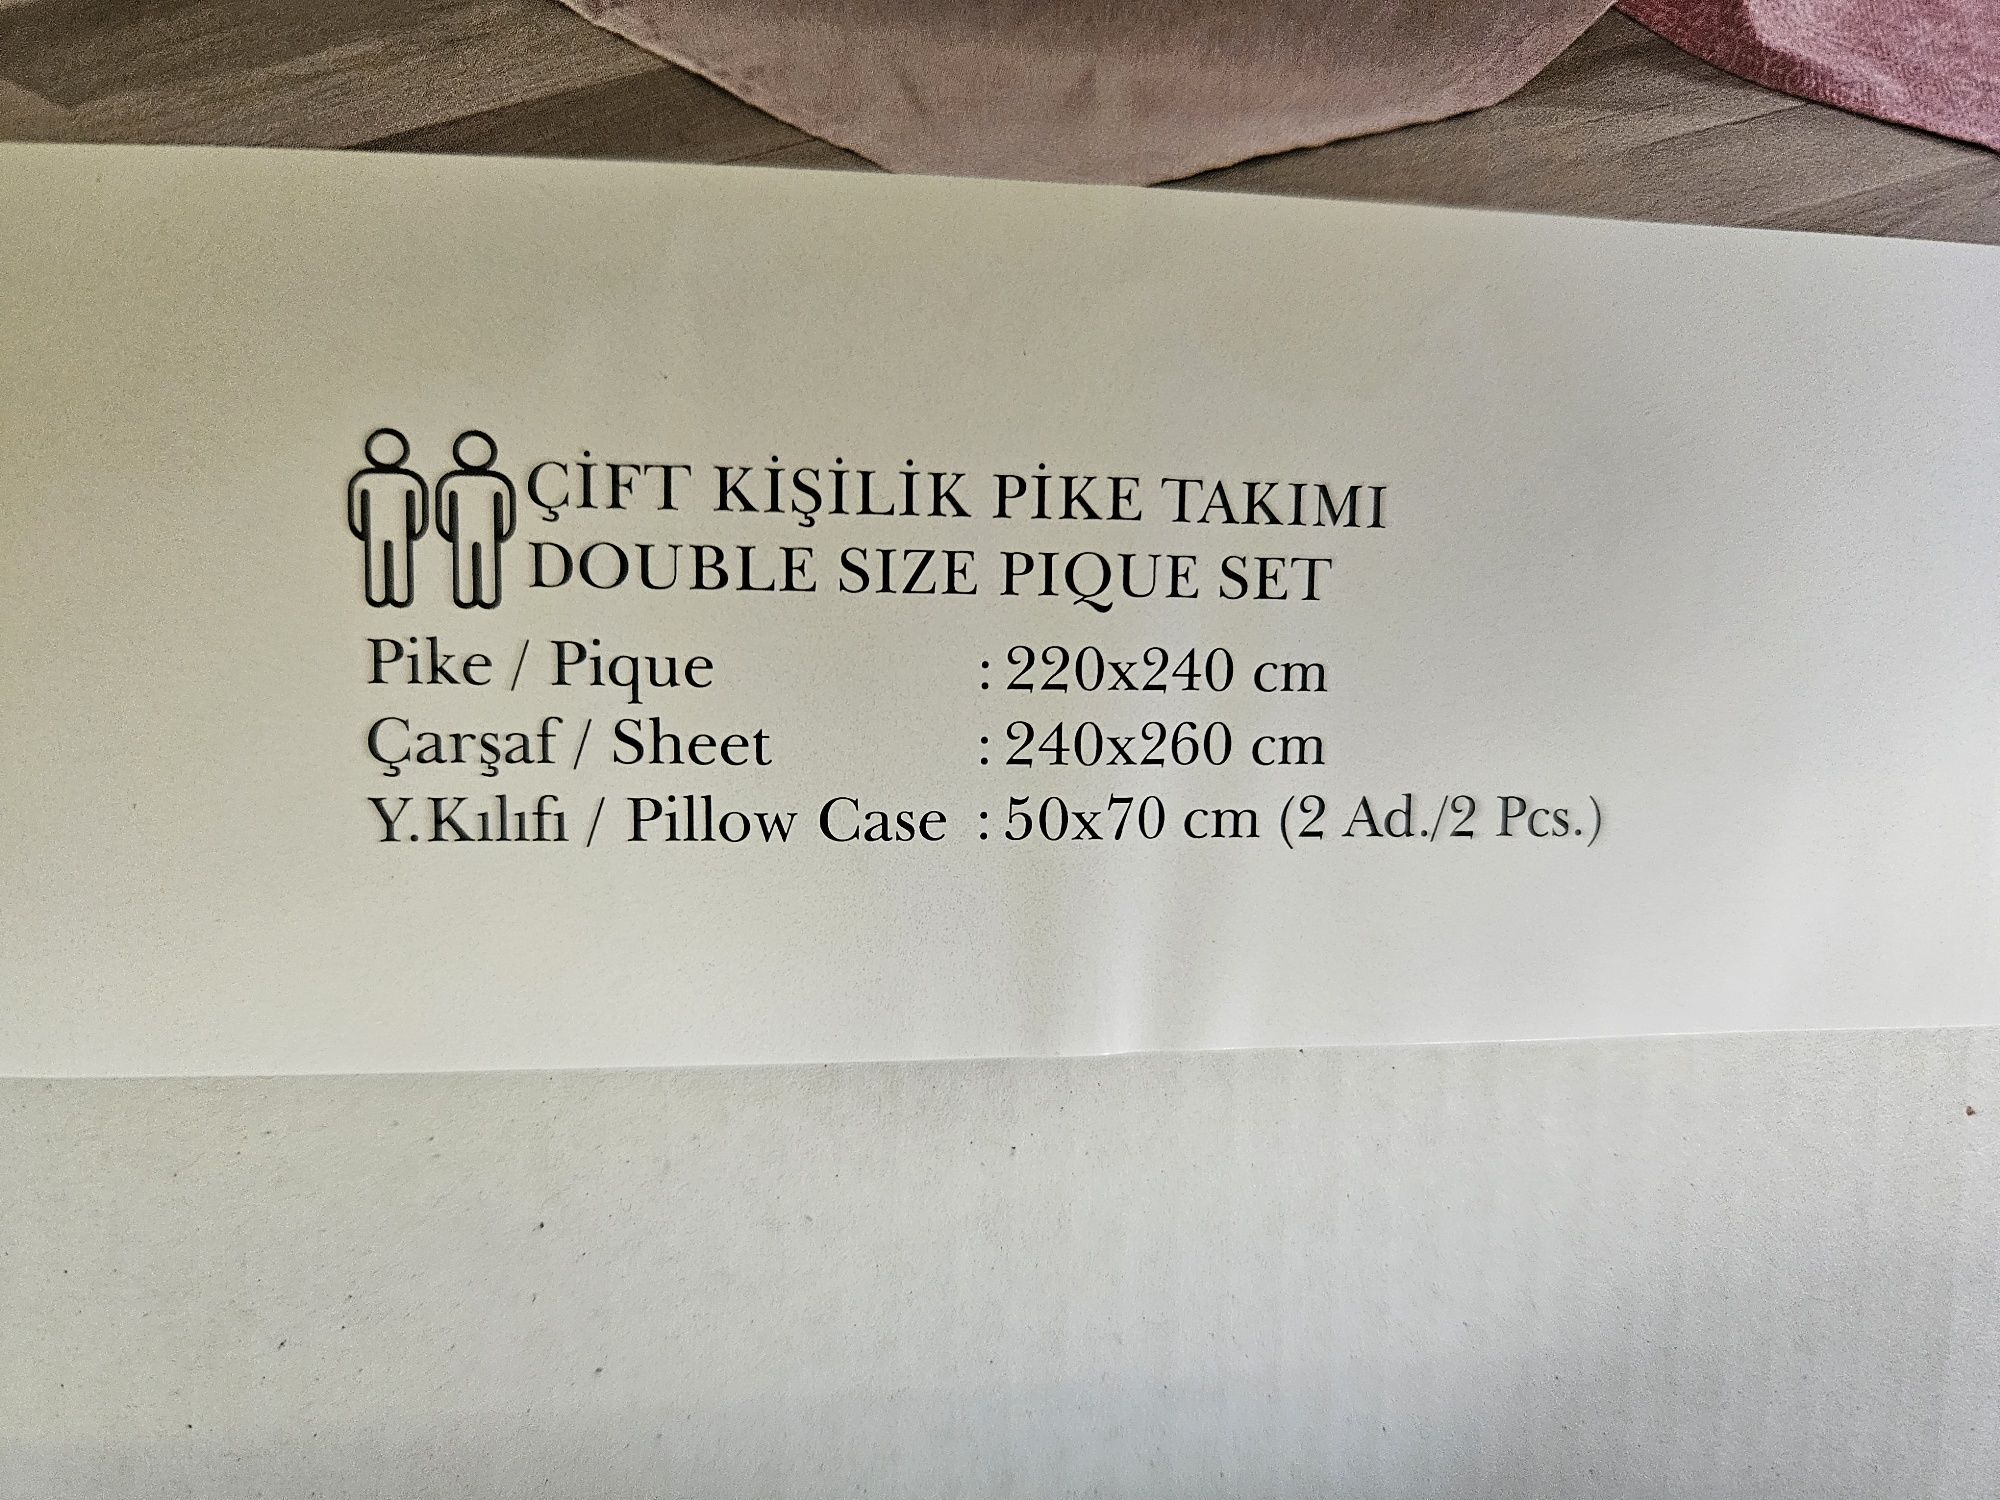 ÇİFT KİŞİLİK PİKE TAKIMI
DOUBLE SIZE PIQUE SET
Pike / Pique : 220x240 cm
Çarşaf / Sheet : 240x260 cm
Y.Kılıfı / Pillow Case : 50x70 cm (2 Ad./2 Pcs.)